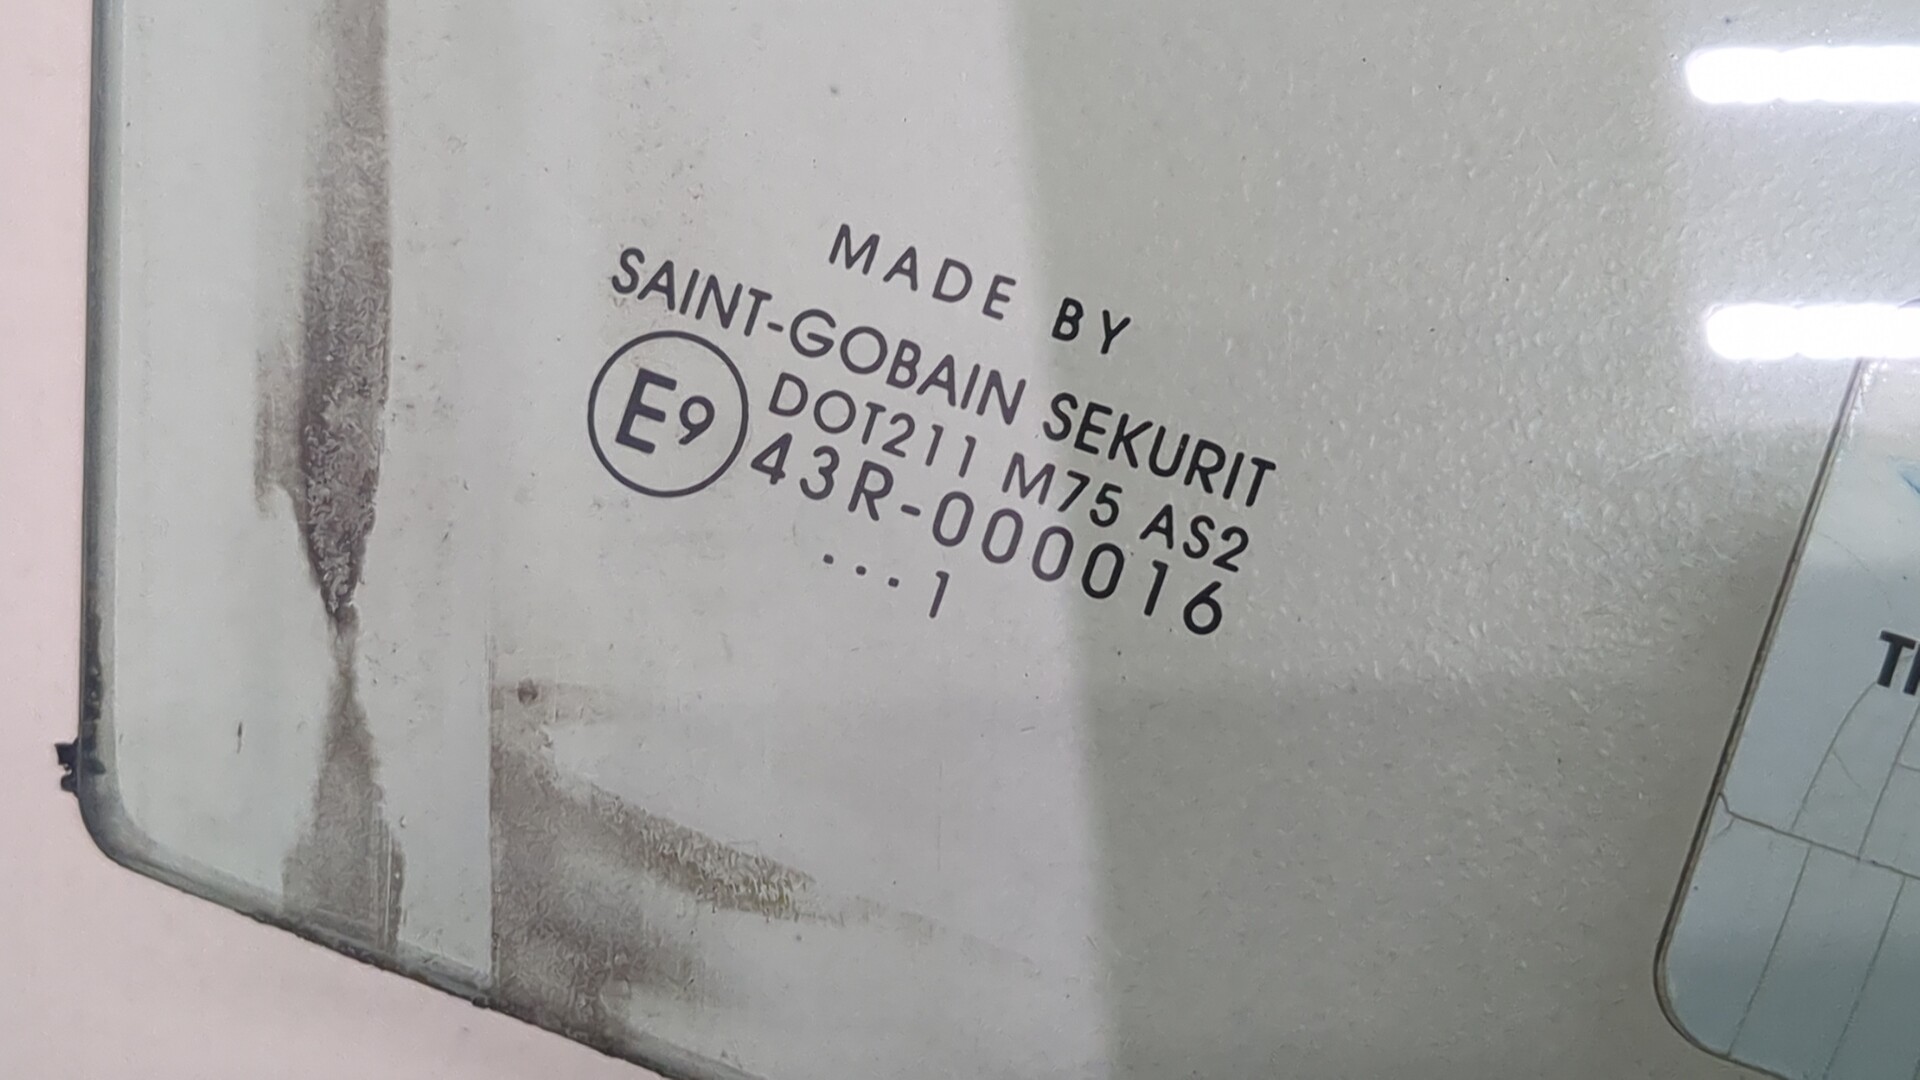 MADE BY
SAINT-GOBAIN SEKURIT
E9 DOT211 M75 AS2
43R-000016
...1